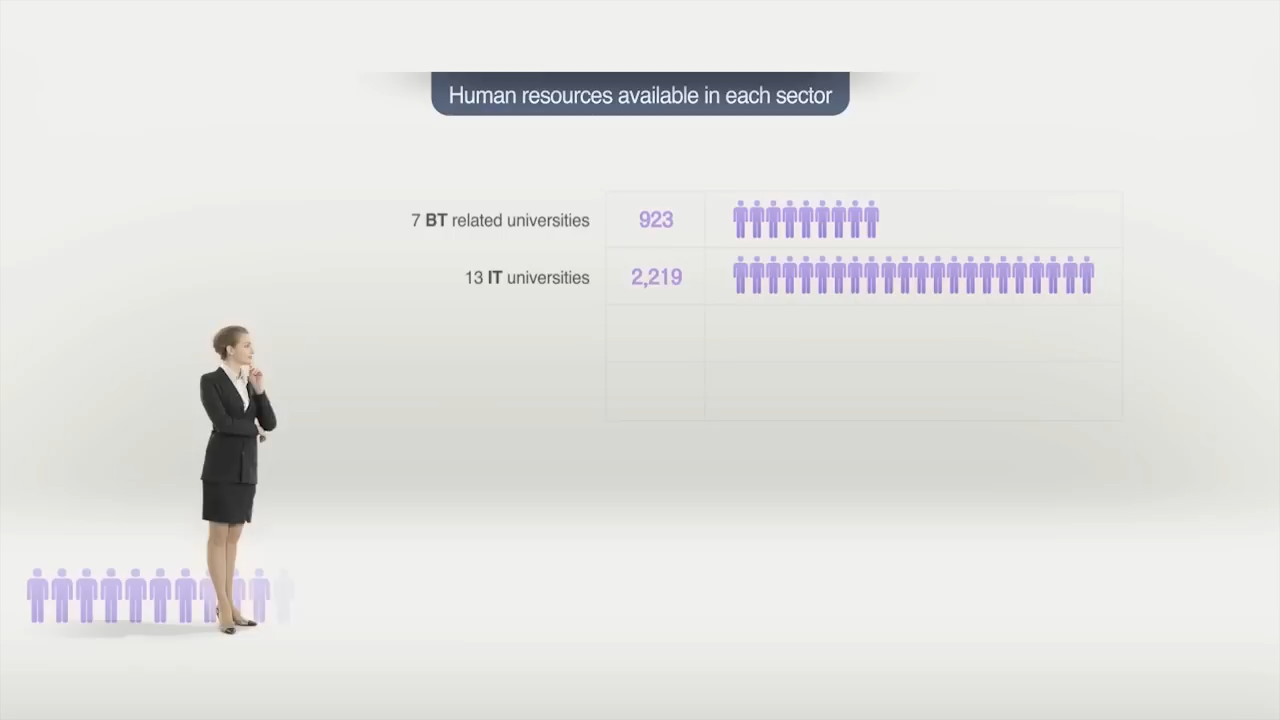 Human resources available in each sector
7 BT related universities 923
13 IT universities 2,219